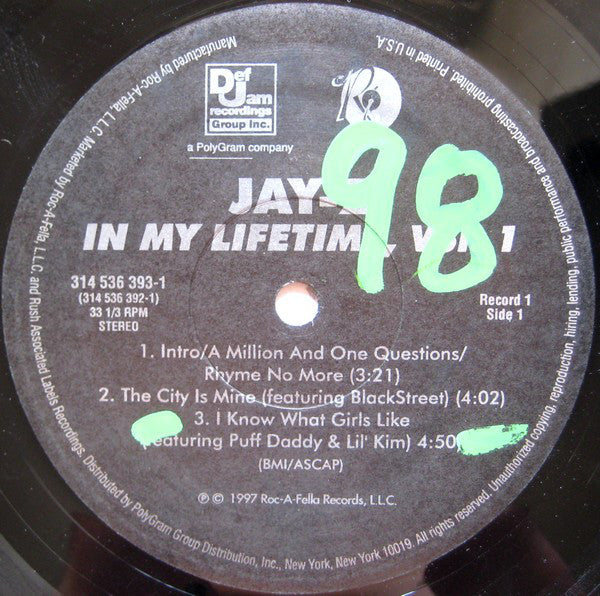 Manufactured by Roc-A-Fella, L.L.C. Marketed by Roc-A-Fella, L.L.C. and Rush Associated Labels Recordings. Distributed by PolyGram Group Distribution, Inc., New York, New York 10019. All rights reserved. Unauthorized copying, reproduction, hiring, lending, public performance and broadcasting prohibited. Printed in U.S.A.
Def
Jam
recordings
Group Inc.
a PolyGram company
R
98
JAY-
IN MY LIFETIM 1
314 536 393-1
(314 536 392-1)
33 1/3 RPM
STEREO
Record 1
Side 1
1. Intro/A Million And One Questions/
Rhyme No More (3:21)
2. The City Is Mine (featuring BlackStreet) (4:02)
3. I Know What Girls Like
featuring Puff Daddy & Lil' Kim) 4:50
(BMI/ASCAP)
℗ © 1997 Roc-A-Fella Records, L.L.C.